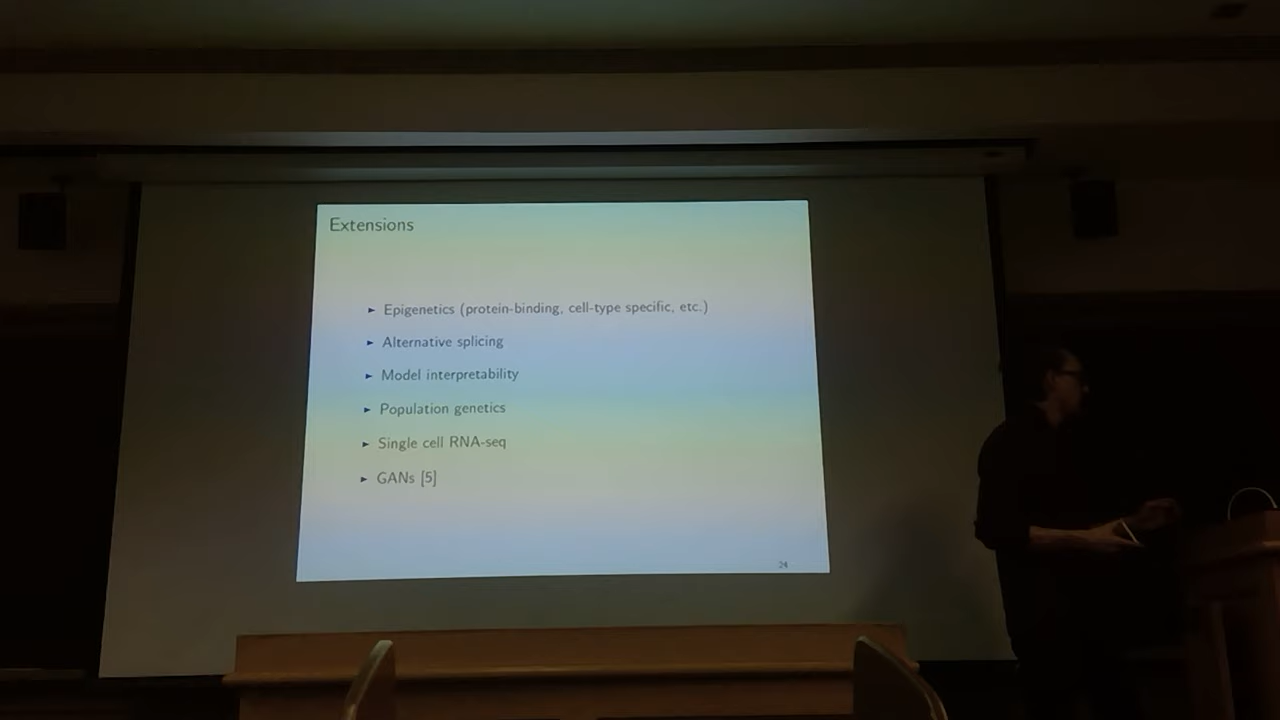 Extensions
► Epigenetics (protein-binding, cell-type specific, etc.)
► Alternative splicing
► Model interpretability
► Population genetics
► Single cell RNA-seq
► GANs [5]
24